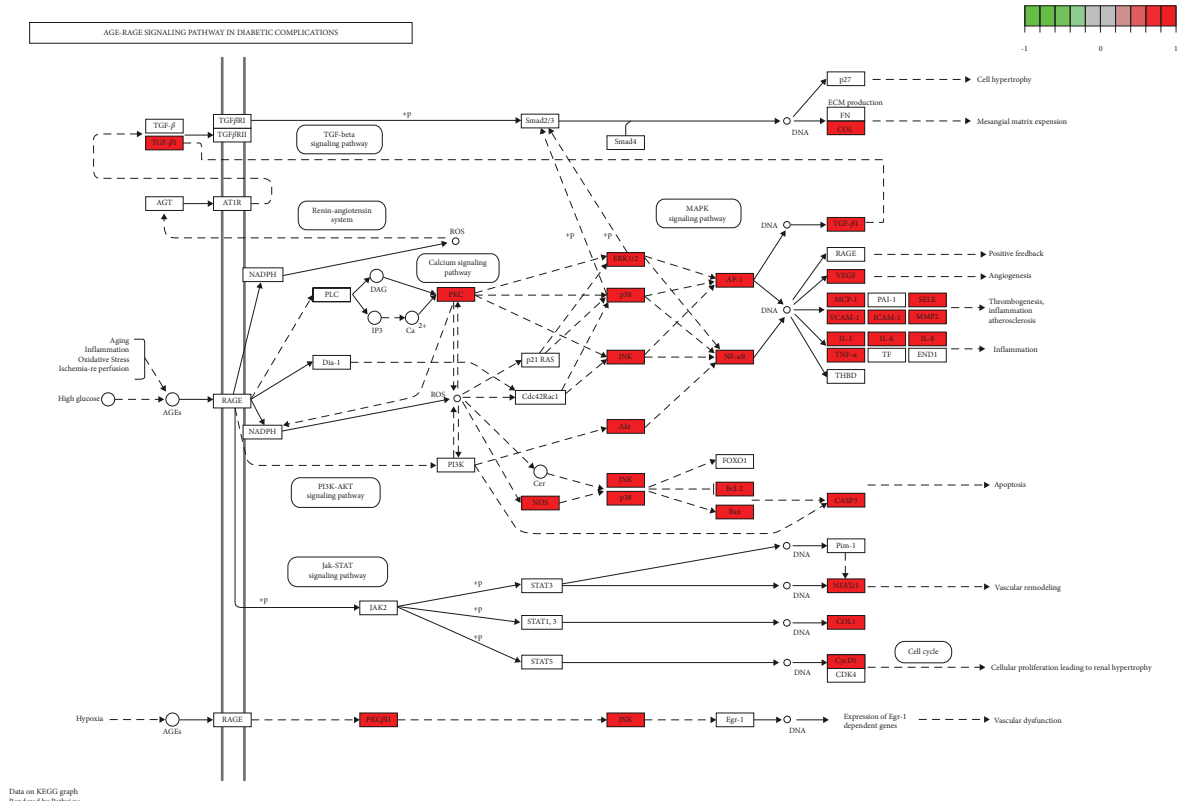 AGE-RAGE SIGNALING PATHWAY IN DIABETIC COMPLICATIONS
-1
0
1
p27
Cell hypertrophy
ECM production
FN
COL
DNA
Mesangial matrix expension
TGF-β
TGF-β1
TGFβRI
TGFβRII
+p
TGF-beta
signaling pathway
Smad2/3
Smad4
AGT
AT1R
Renin-angiotensin
system
MAPK
signaling pathway
DNA
TGF-β1
ROS
+p
+p
Calcium signaling
pathway
NADPH
ERK1/2
RAGE
Positive feedback
DAG
PLC
PKC
p38
AP-1
VEGF
Angiogenesis
IP3
Ca
2+
MCP-1
PAI-1
SELE
VCAM-1
ICAM-1
MMP2
Thrombogenesis,
inflammation
atherosclerosis
DNA
IL-1
IL-6
IL-8
TNF-α
TF
END1
Inflammation
THBD
Aging
Inflammation
Oxidative Stress
Ischemia-re perfusion
Dia-1
p21 RAS
JNK
NF-κB
High glucose
AGEs
RAGE
ROS
Cdc42Rac1
NADPH
Akt
PI3K
PI3K-AKT
signaling pathway
Cer
NOS
JNK
p38
FOXO1
Bcl-2
Bax
CASP3
Apoptosis
Jak-STAT
signaling pathway
+p
JAK2
+p
STAT3
DNA
Pim-1
DNA
NFATc1
Vascular remodeling
+p
STAT1, 3
DNA
COL1
+p
STAT5
DNA
CycD1
CDK4
Cell cycle
Cellular proliferation leading to renal hypertrophy
Hypoxia
AGEs
RAGE
PKCβII
JNK
Egr-1
DNA
Expression of Egr-1
dependent genes
Vascular dysfunction
Data on KEGG graph
Rendered by Pathview